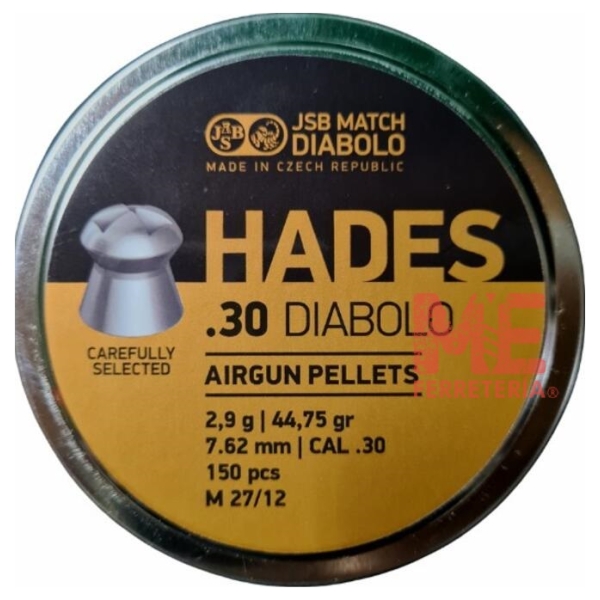 JSB
JSB MATCH
DIABOLO
MADE IN CZECH REPUBLIC
HADES
.30 DIABOLO
CAREFULLY
SELECTED
AIRGUN PELLETS
2,9 g | 44,75 gr
7.62 mm | CAL .30
150 pcs
M 27/12
ME
FERRETERIA®